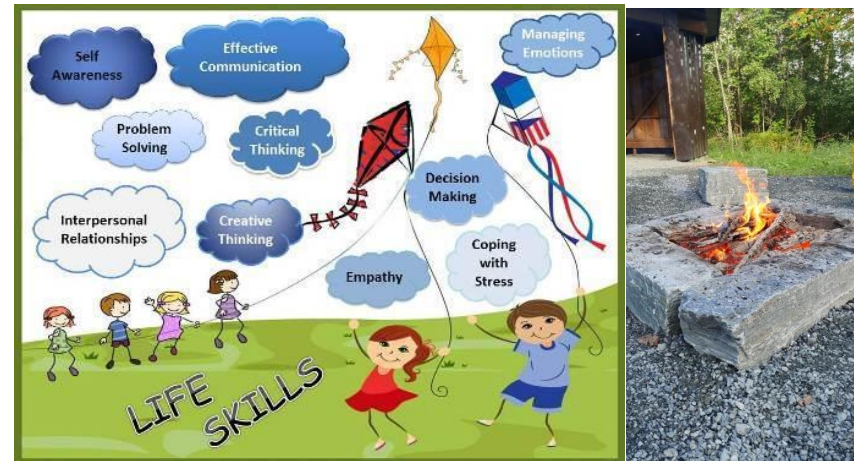 Self
Awareness
Effective
Communication
Managing
Emotions
Problem
Solving
Critical
Thinking
Decision
Making
Interpersonal
Relationships
Creative
Thinking
Empathy
Coping
with
Stress
LIFE
SKILLS